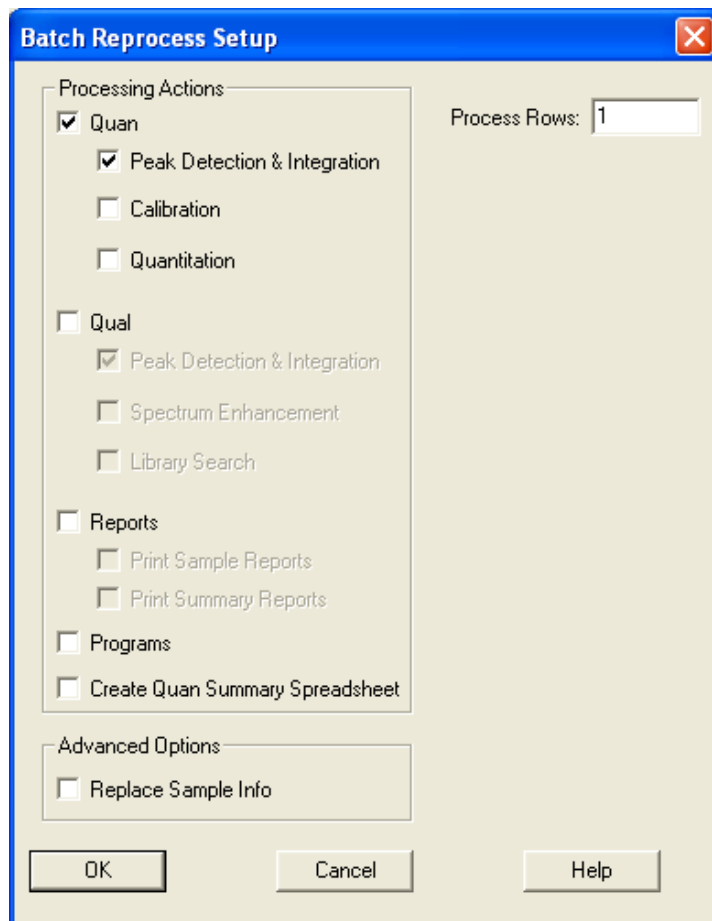 Batch Reprocess Setup
Processing Actions
Quan
Process Rows: 1
Peak Detection & Integration
Calibration
Quantitation
Qual
Peak Detection & Integration
Spectrum Enhancement
Library Search
Reports
Print Sample Reports
Print Summary Reports
Programs
Create Quan Summary Spreadsheet
Advanced Options
Replace Sample Info
OK Cancel Help